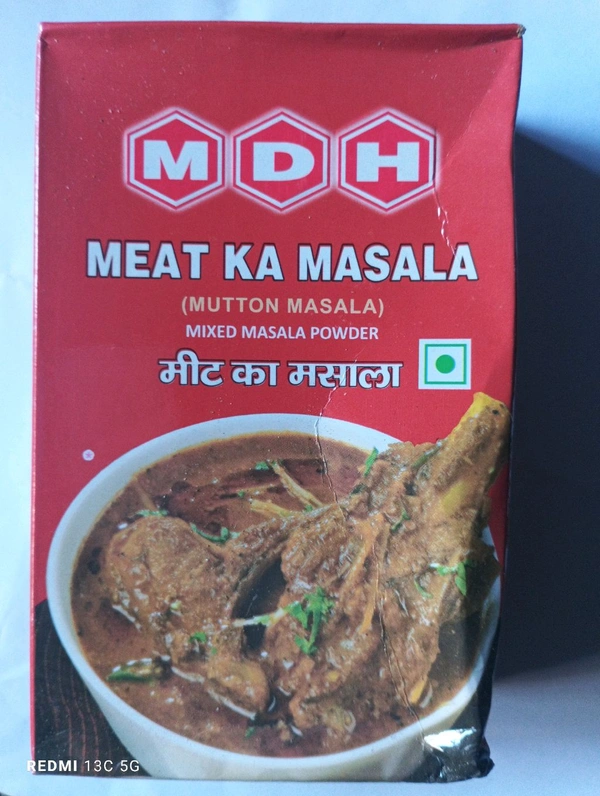 MDH
MEAT KA MASALA
(MUTTON MASALA)
MIXED MASALA POWDER
मीट का मसाला
REDMI 13C 5G